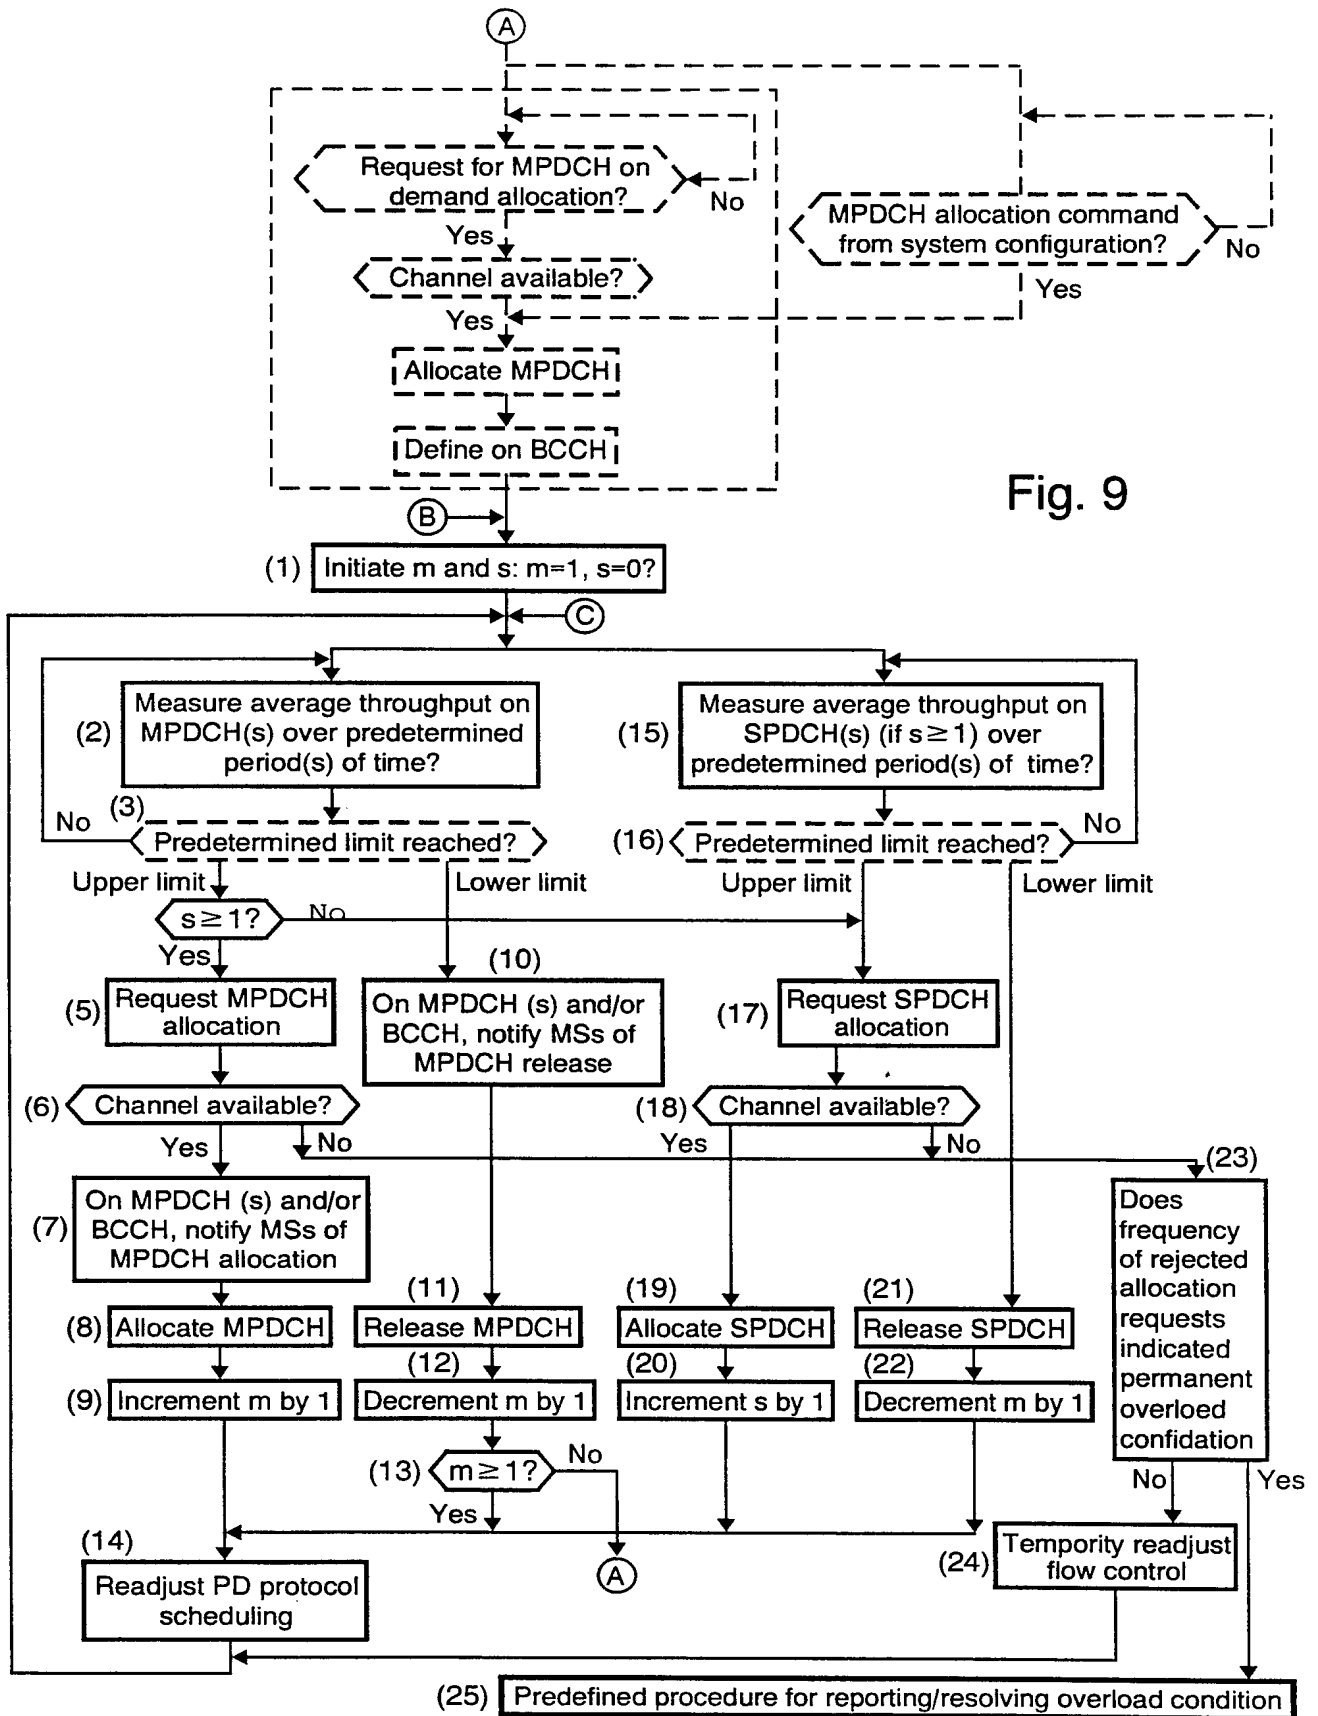 A
Request for MPDCH on
demand allocation?
No
Yes
MPDCH allocation command
from system configuration?
No
Yes
Channel available?
Yes
Allocate MPDCH
Define on BCCH
Fig. 9
B
(1) Initiate m and s: m=1, s=0?
C
(2) Measure average throughput on
MPDCH(s) over predetermined
period(s) of time?
(15) Measure average throughput on
SPDCH(s) (if s≧1) over
predetermined period(s) of time?
(3)
No
Predetermined limit reached?
(16) Predetermined limit reached?
No
Upper limit
Lower limit
Upper limit
Lower limit
s≧1?
No
Yes
(5) Request MPDCH
allocation
(10)
On MPDCH (s) and/or
BCCH, notify MSs of
MPDCH release
(17) Request SPDCH
allocation
(6) Channel available?
Yes
No
(18) Channel available?
Yes
No
(7) On MPDCH (s) and/or
BCCH, notify MSs of
MPDCH allocation
(23)
Does
frequency
of rejected
allocation
requests
indicated
permanent
overloed
confidation
No
Yes
(8) Allocate MPDCH
(11)
Release MPDCH
(19)
Allocate SPDCH
(21)
Release SPDCH
(9) Increment m by 1
(12)
Decrement m by 1
(20)
Increment s by 1
(22)
Decrement m by 1
(13) m≧1?
No
Yes
A
(14)
Readjust PD protocol
scheduling
(24) Tempority readjust
flow control
(25) Predefined procedure for reporting/resolving overload condition